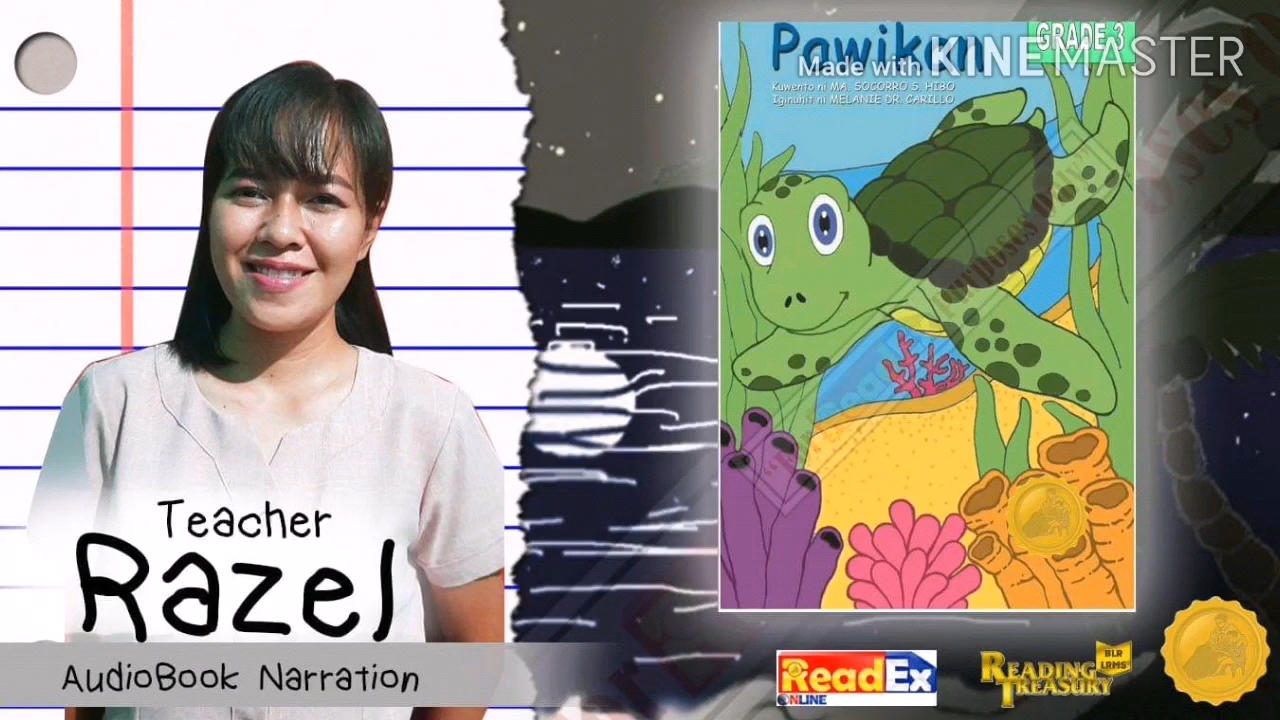 Teacher
Razel
AudioBook Narration
Pawikan
GRADE 3
Made with KINEMASTER
Kuwento ni MA. SOCORRO S. HIBO
Iginuhit ni MELANIE DR. CARILLO
purposes
ReadEx
ONLINE
READING
TREASURY
BLR
LRMS